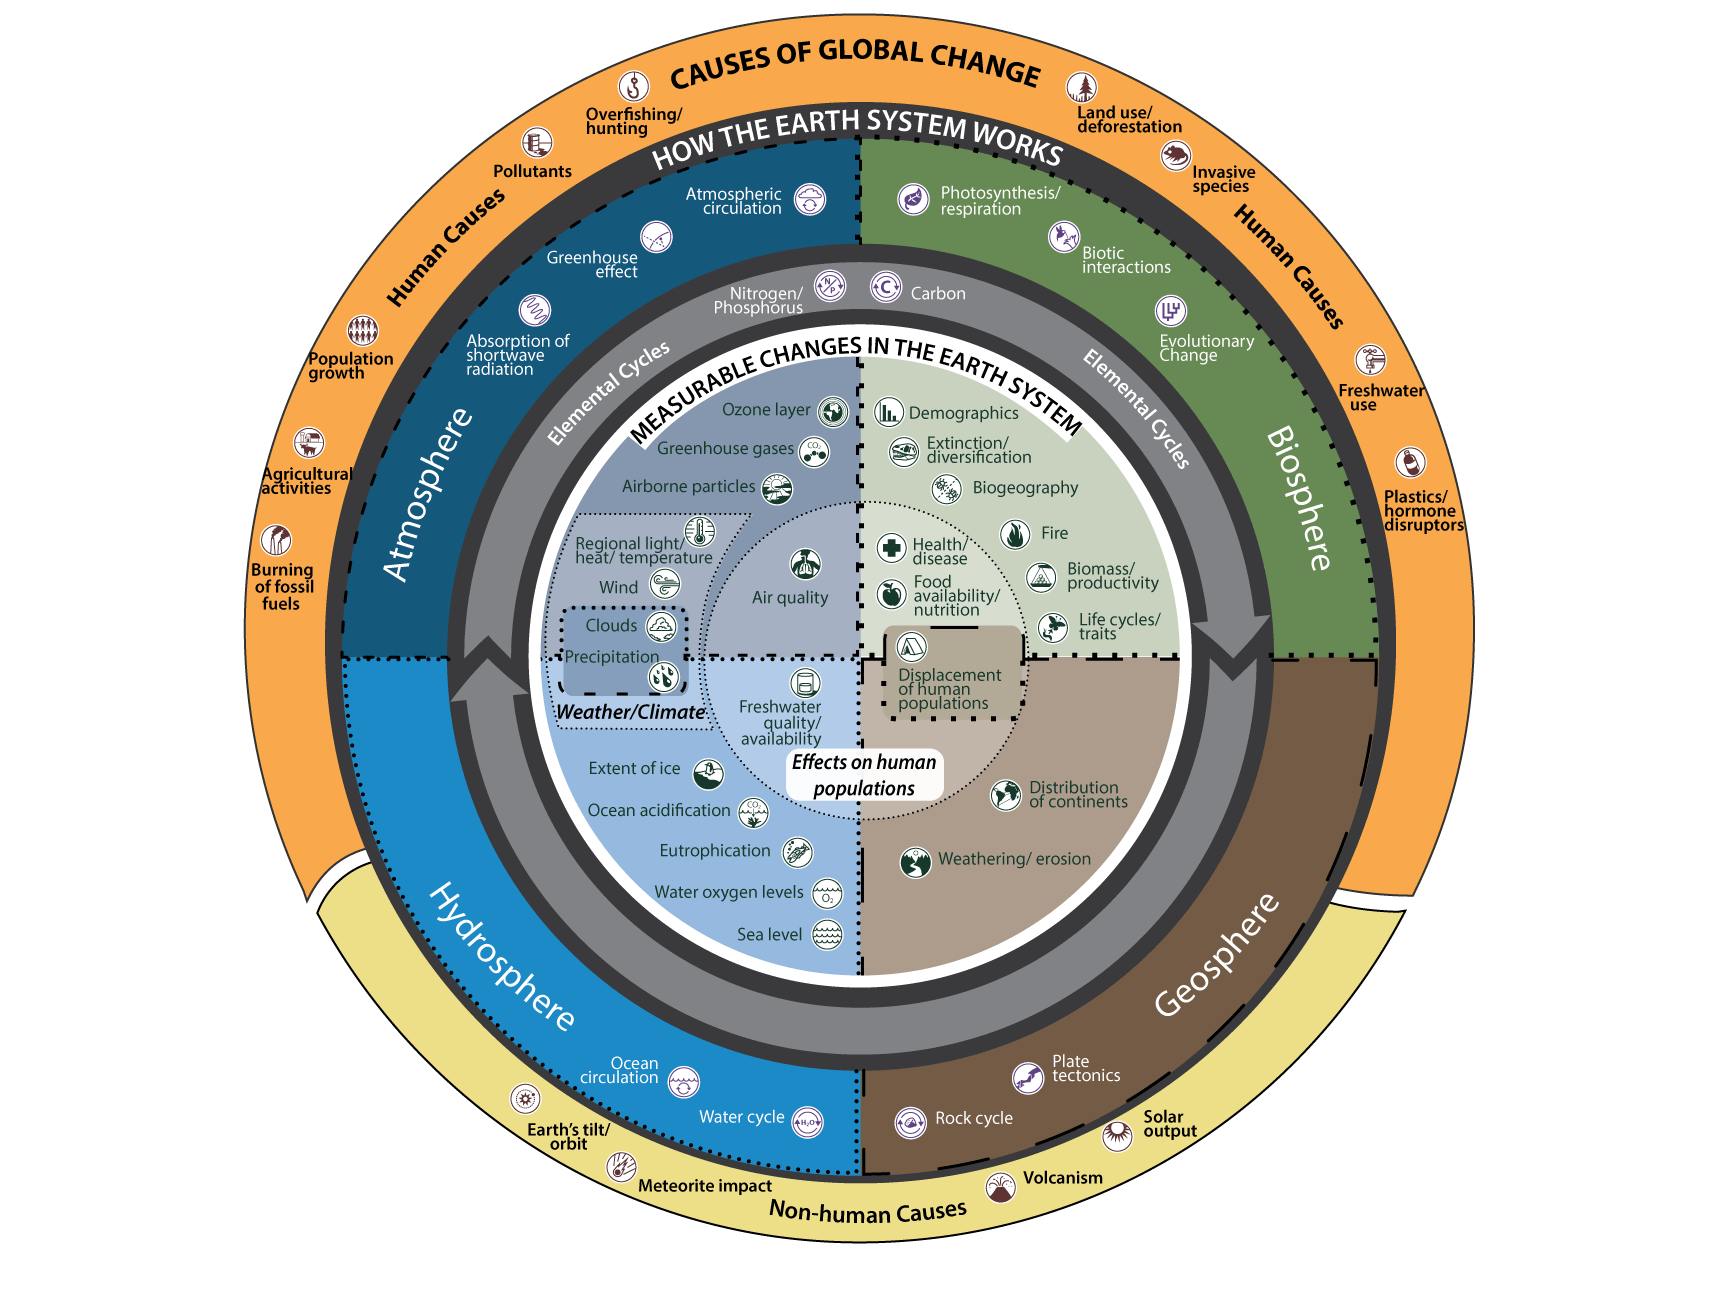 CAUSES OF GLOBAL CHANGE
Overfishing/
hunting
Pollutants
Human Causes
Population
growth
Agricultural
activities
Burning
of fossil
fuels
Land use/
deforestation
Invasive
species
Human Causes
Freshwater
use
Plastics/
hormone
disruptors
HOW THE EARTH SYSTEM WORKS
Atmospheric
circulation
Greenhouse
effect
Absorption of
shortwave
radiation
Atmosphere
Photosynthesis/
respiration
Biotic
interactions
Evolutionary
Change
Biosphere
Nitrogen/
Phosphorus
N/P
C
Carbon
Elemental Cycles
Elemental Cycles
MEASURABLE CHANGES IN THE EARTH SYSTEM
Ozone layer
Greenhouse gases
CO2
Airborne particles
Regional light/
heat/ temperature
Wind
Clouds
Precipitation
Weather/Climate
Air quality
Demographics
Extinction/
diversification
Biogeography
Fire
Health/
disease
Food
availability/
nutrition
Biomass/
productivity
Life cycles/
traits
Displacement
of human
populations
Freshwater
quality/
availability
Effects on human
populations
Extent of ice
Ocean acidification
CO2
Eutrophication
Water oxygen levels
O2
Sea level
Distribution
of continents
Weathering/ erosion
Hydrosphere
Ocean
circulation
Water cycle
H2O
Geosphere
Plate
tectonics
Rock cycle
Earth's tilt/
orbit
Meteorite impact
Non-human Causes
Volcanism
Solar
output